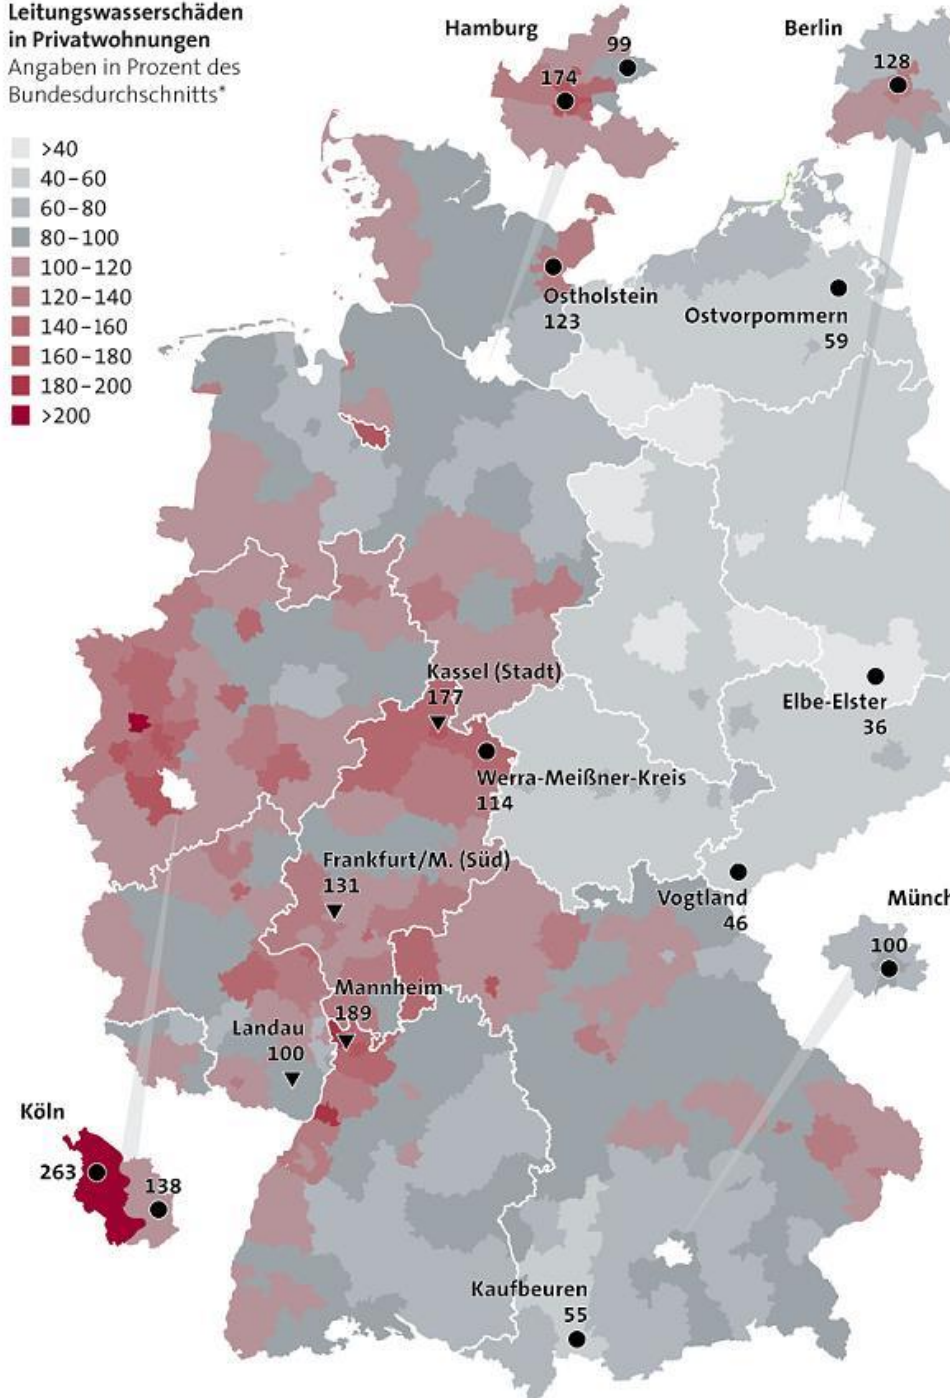 Leitungswasserschäden
in Privatwohnungen
Angaben in Prozent des
Bundesdurchschnitts*
>40
40–60
60–80
80–100
100–120
120–140
140–160
160–180
180–200
>200
Hamburg
99
174
Berlin
128
Ostholstein
123
Ostvorpommern
59
Kassel (Stadt)
177
Elbe-Elster
36
Werra-Meißner-Kreis
114
Frankfurt/M. (Süd)
131
Vogtland
46
Münch
100
Mannheim
189
Landau
100
Köln
263
138
Kaufbeuren
55